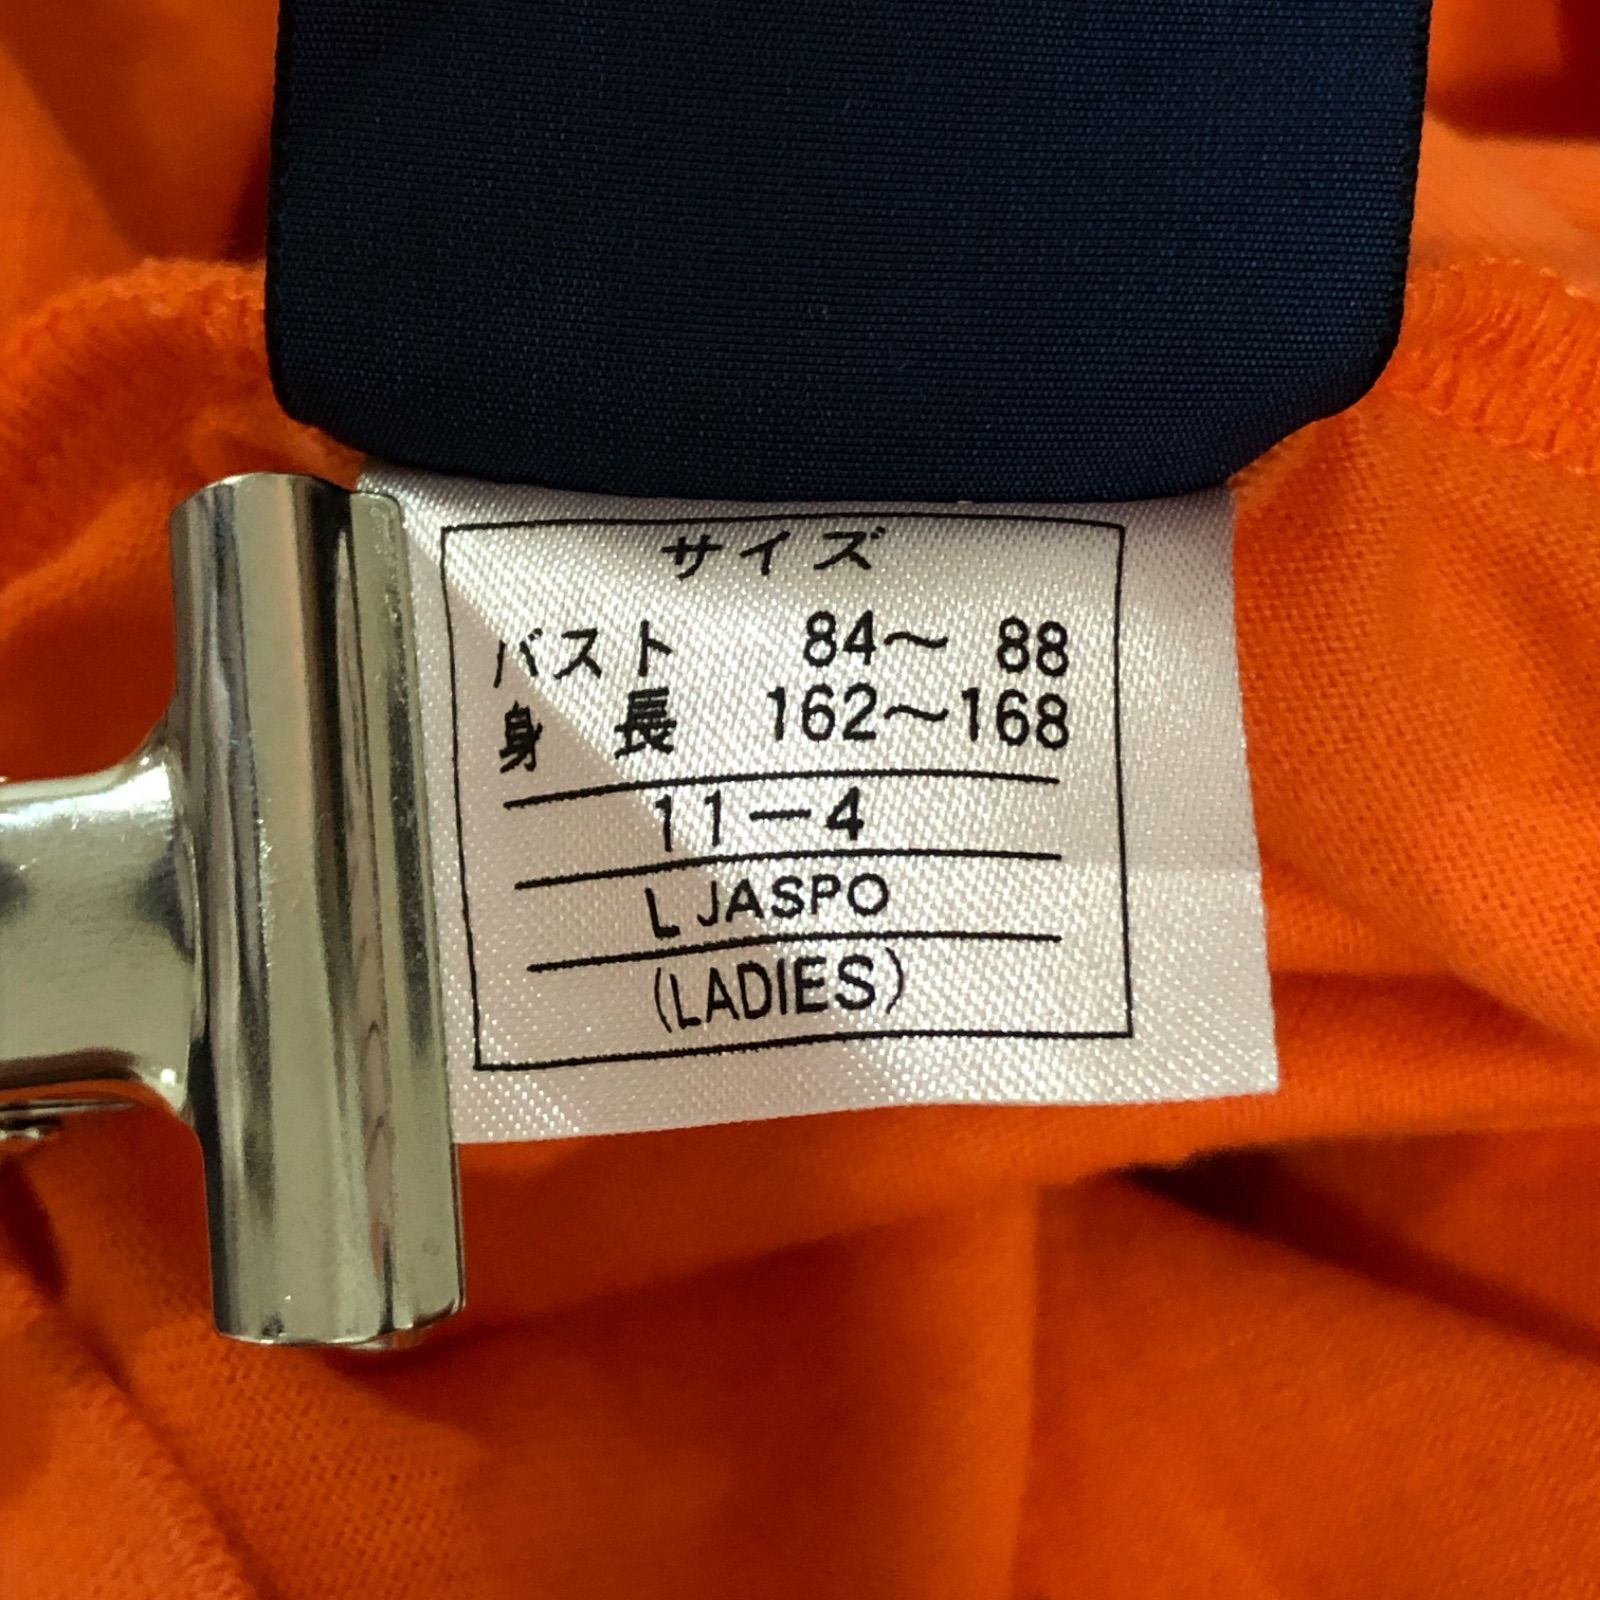 サイズ
バスト 84～ 88
身長 162～168
11－4
L JASPO
(LADIES)